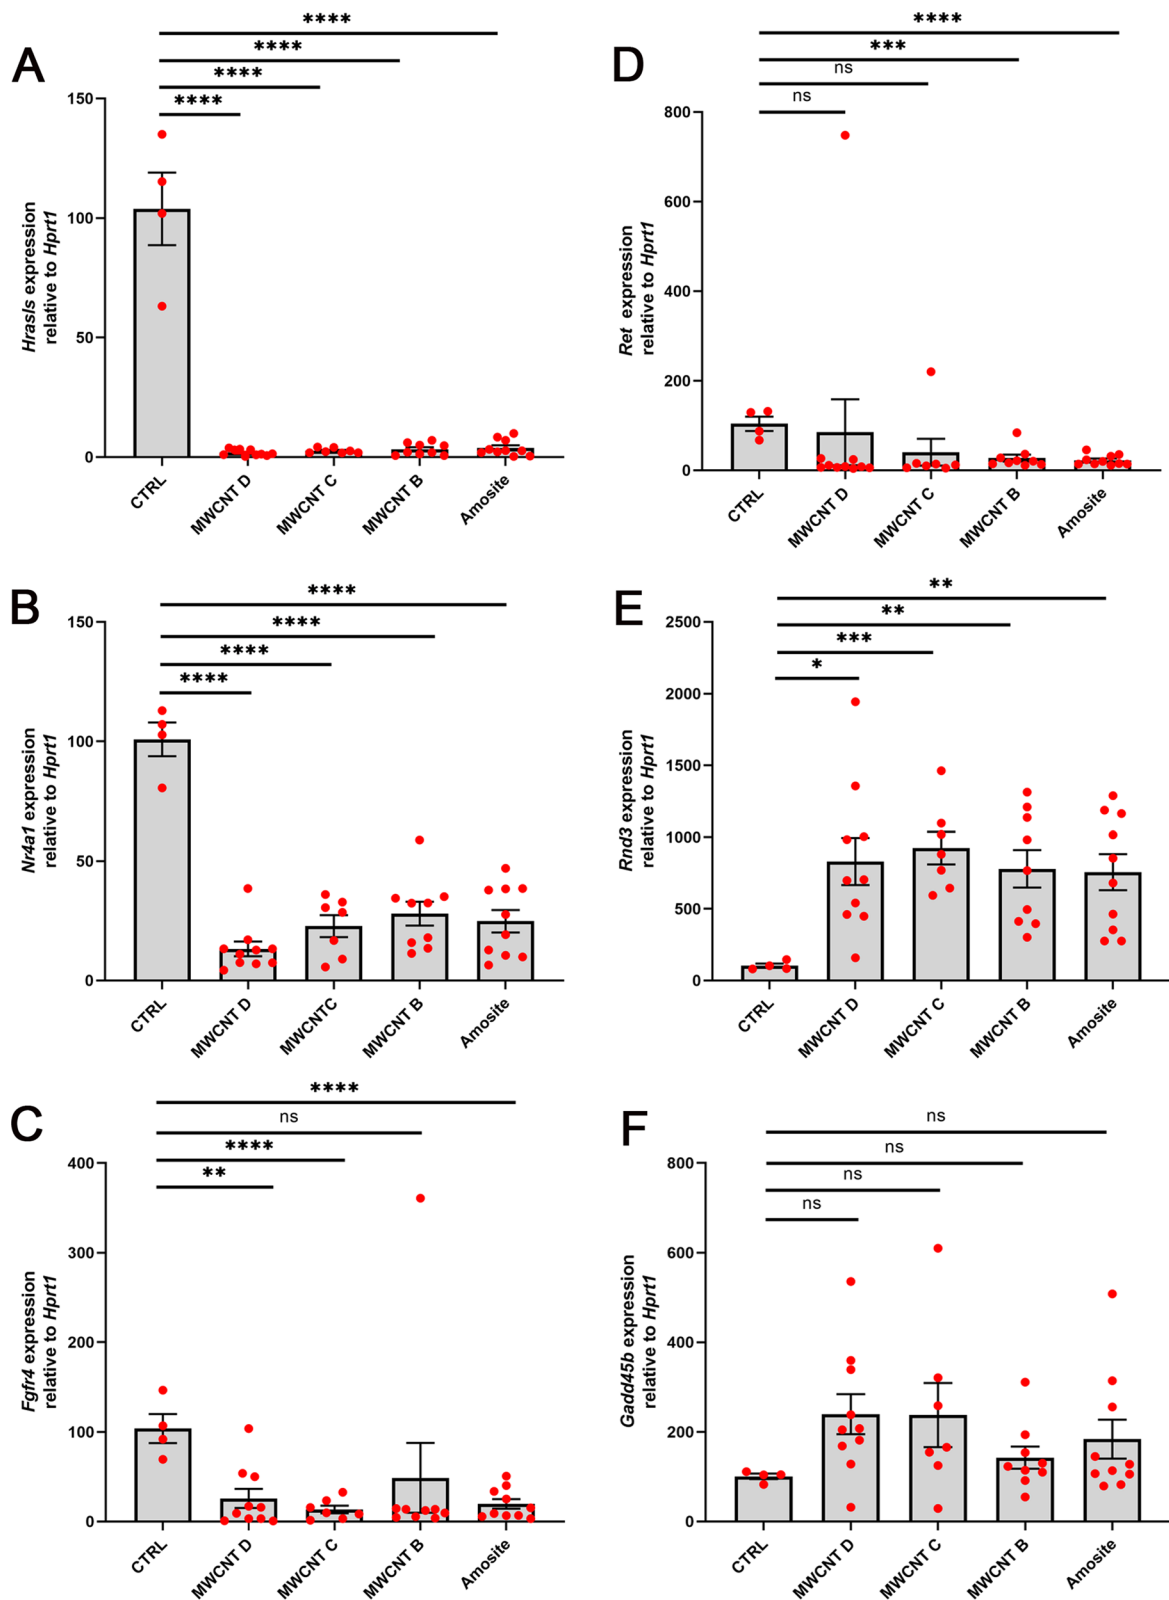 A
****
****
****
****
150
100
50
0
Hrasls expression
relative to Hprt1
CTRL
MWCNT D
MWCNT C
MWCNT B
Amosite
D
****
***
ns
ns
800
600
400
200
0
Ret expression
relative to Hprt1
CTRL
MWCNT D
MWCNT C
MWCNT B
Amosite
B
****
****
****
****
150
100
50
0
Nr4a1 expression
relative to Hprt1
CTRL
MWCNT D
MWCNTC
MWCNT B
Amosite
E
**
**
***
*
2500
2000
1500
1000
500
0
Rnd3 expression
relative to Hprt1
CTRL
MWCNT D
MWCNT C
MWCNT B
Amosite
C
****
ns
****
**
400
300
200
100
0
Fgfr4 expression
relative to Hprt1
CTRL
MWCNT D
MWCNT C
MWCNT B
Amosite
F
ns
ns
ns
ns
800
600
400
200
0
Gadd45b expression
relative to Hprt1
CTRL
MWCNT D
MWCNT C
MWCNT B
Amosite